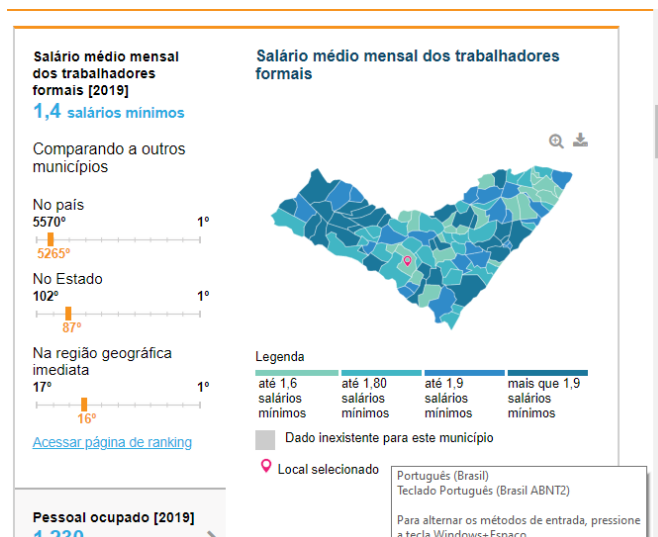 Salário médio mensal
dos trabalhadores
formais [2019]
1,4 salários mínimos
Comparando a outros
municípios
No país
5570º 1º
5265º
No Estado
102º 1º
87º
Na região geográfica
imediata
17º 1º
16º
Acessar página de ranking
Pessoal ocupado [2019]
1.230
Salário médio mensal dos trabalhadores
formais
Legenda
até 1,6 salários mínimos
até 1,80 salários mínimos
até 1,9 salários mínimos
mais que 1,9 salários mínimos
Dado inexistente para este município
Local selecionado
Português (Brasil)
Teclado Português (Brasil ABNT2)
Para alternar os métodos de entrada, pressione
a tecla Windows+Espaço